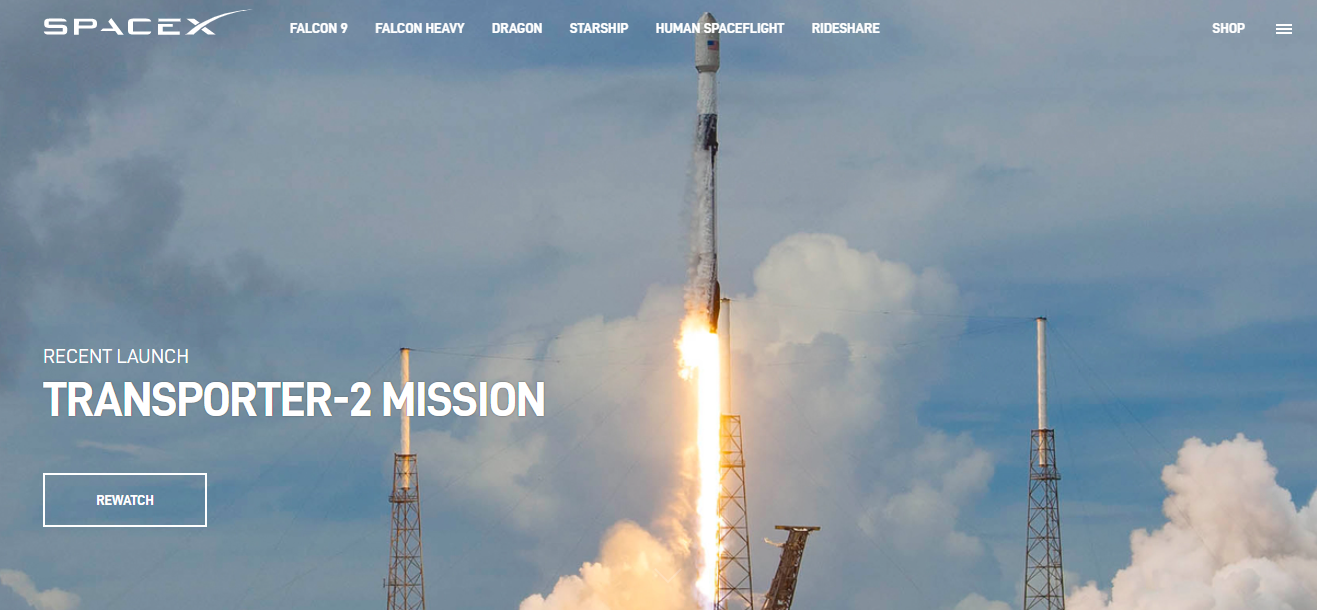 SPACEX
FALCON 9 FALCON HEAVY DRAGON STARSHIP HUMAN SPACEFLIGHT RIDESHARE SHOP
RECENT LAUNCH
TRANSPORTER-2 MISSION
REWATCH